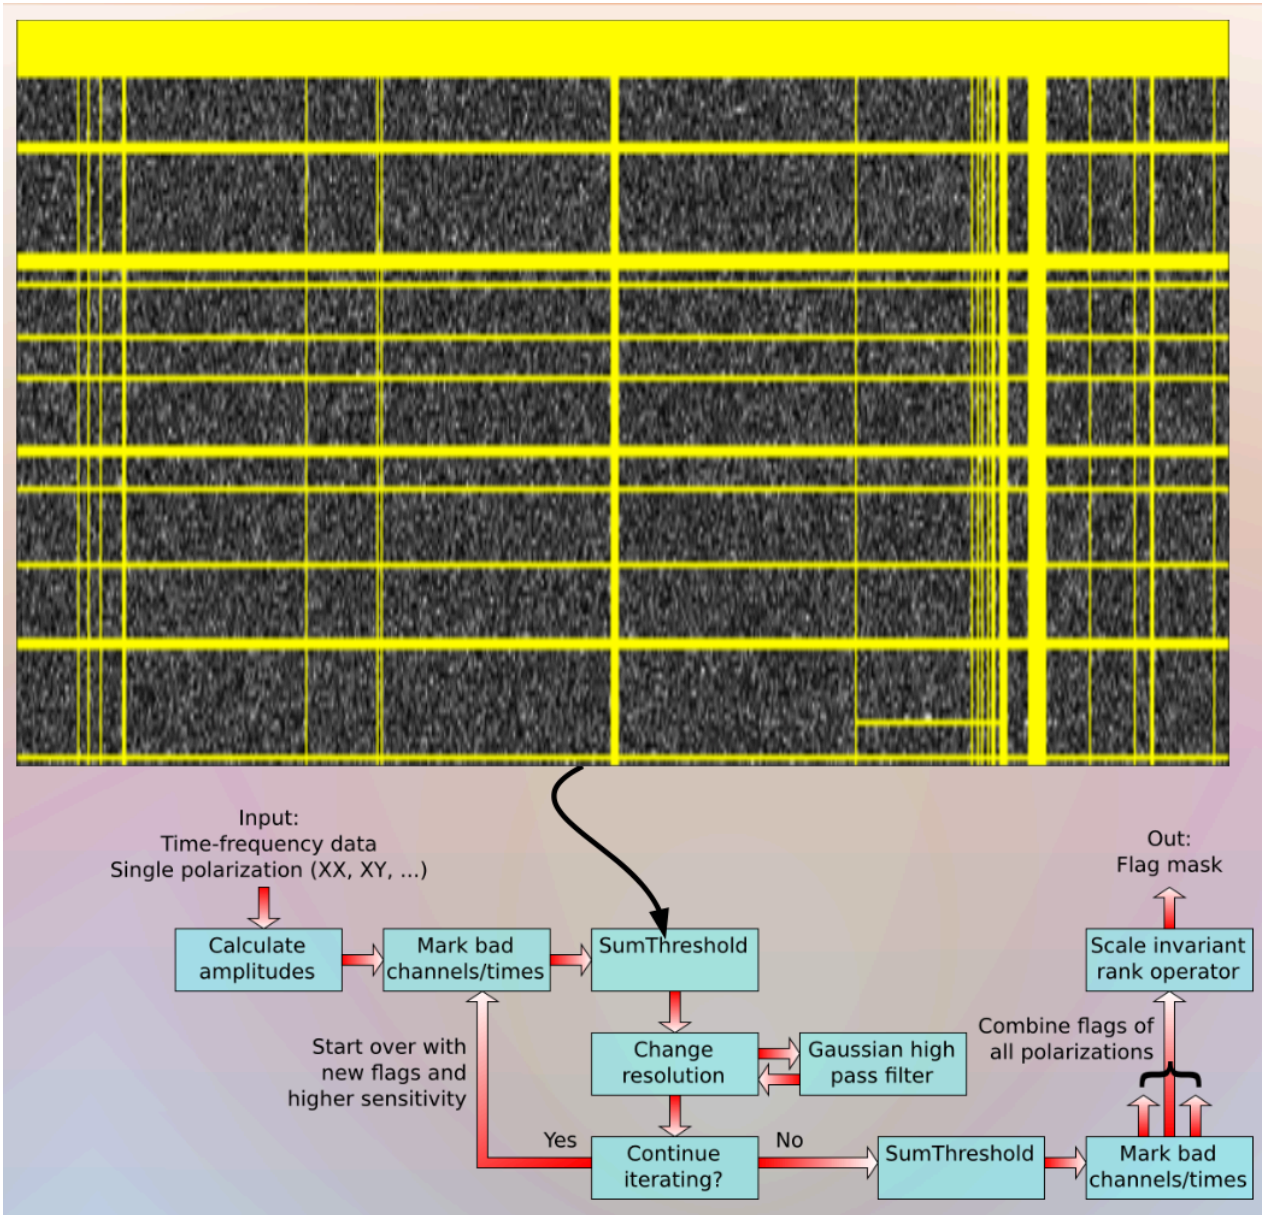 Input:
Time-frequency data
Single polarization (XX, XY, ...)
Out:
Flag mask
Calculate
amplitudes
Mark bad
channels/times
SumThreshold
Scale invariant
rank operator
Start over with
new flags and
higher sensitivity
Change
resolution
Gaussian high
pass filter
Combine flags of
all polarizations
Yes
No
Continue
iterating?
SumThreshold
Mark bad
channels/times